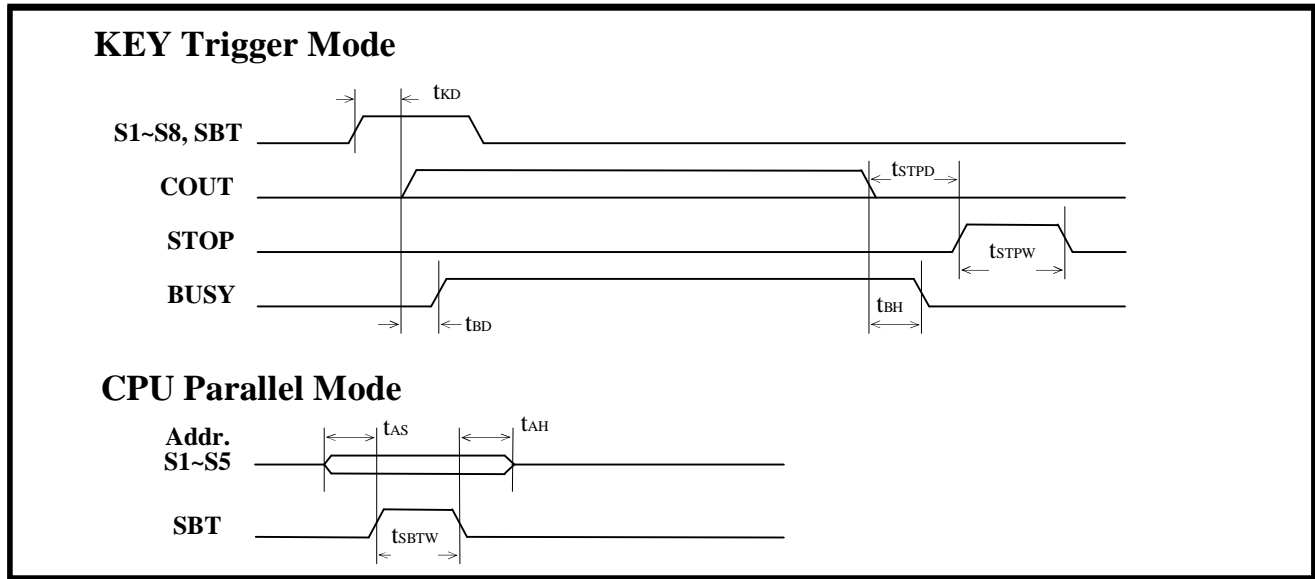 KEY Trigger Mode
tKD
S1~S8, SBT
COUT
tSTPD
STOP
tSTPW
BUSY
tBH
tBD
CPU Parallel Mode
Addr.
S1~S5
tAS
tAH
SBT
tSBTW